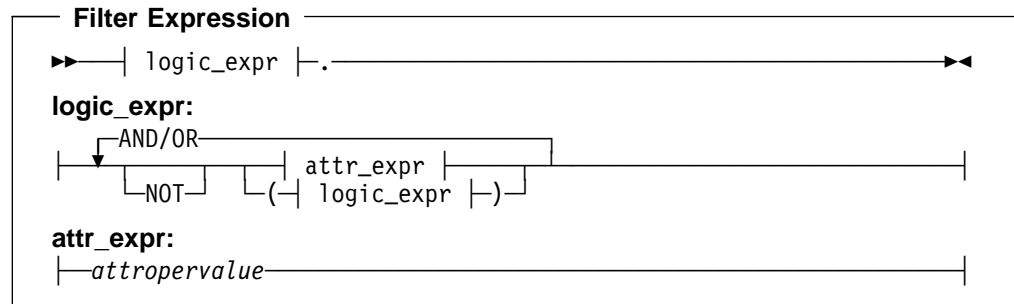 Filter Expression
logic_expr .
logic_expr:
AND/OR
attr_expr
NOT ( logic_expr )
attr_expr:
attropervalue